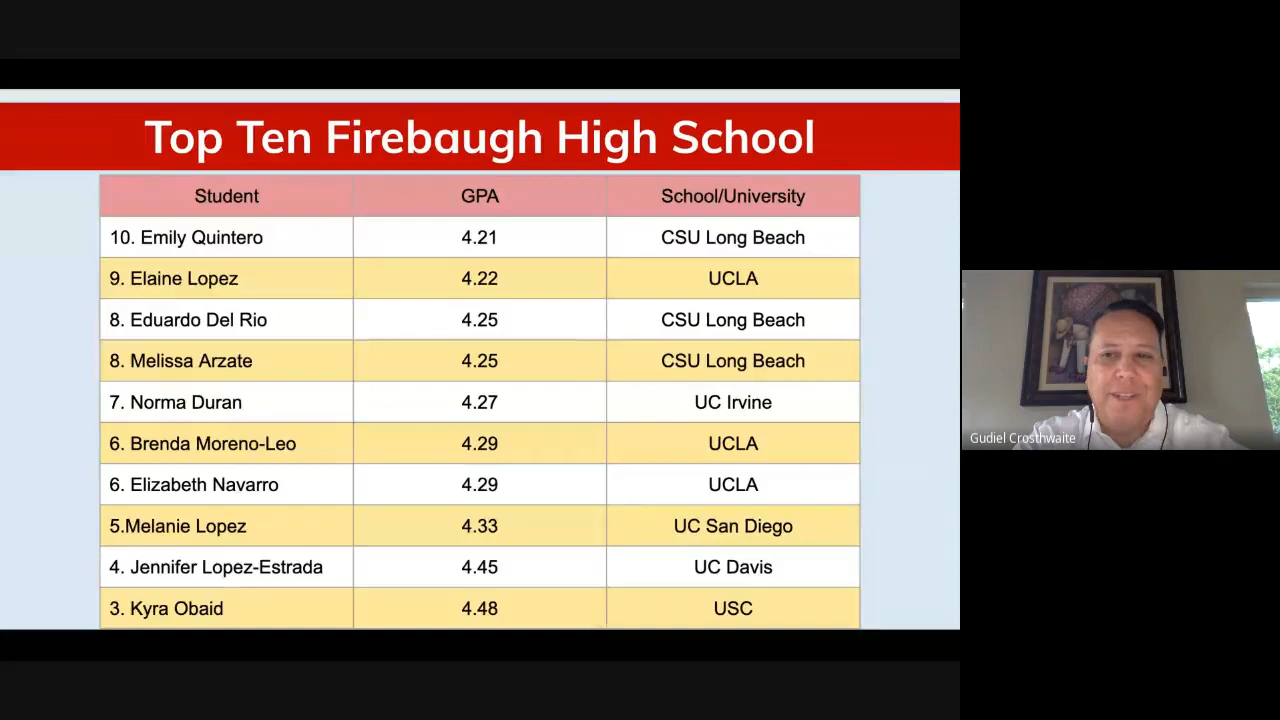 Top Ten Firebaugh High School
Student GPA School/University
10. Emily Quintero 4.21 CSU Long Beach
9. Elaine Lopez 4.22 UCLA
8. Eduardo Del Rio 4.25 CSU Long Beach
8. Melissa Arzate 4.25 CSU Long Beach
7. Norma Duran 4.27 UC Irvine
6. Brenda Moreno-Leo 4.29 UCLA
6. Elizabeth Navarro 4.29 UCLA
5.Melanie Lopez 4.33 UC San Diego
4. Jennifer Lopez-Estrada 4.45 UC Davis
3. Kyra Obaid 4.48 USC
Gudiel Crosthwaite